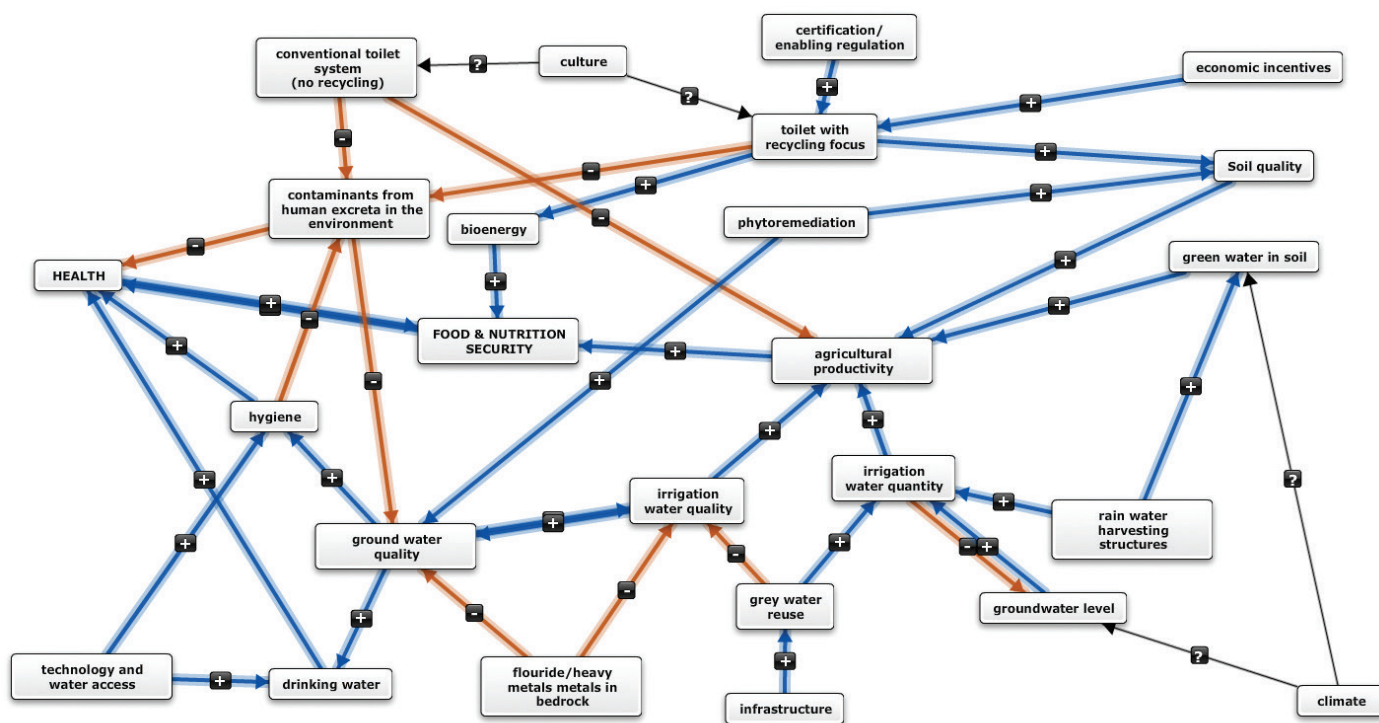 certification/
enabling regulation
conventional toilet
system
(no recycling)
?
culture
economic incentives
+
?
+
-
toilet with
recycling focus
+
Soil quality
-
contaminants from
human excreta in the
environment
+
+
bioenergy
-
phytoremediation
-
HEALTH
green water in soil
+
+
+
+
-
FOOD & NUTRITION
SECURITY
+
+
agricultural
productivity
-
+
+
hygiene
+
+
?
+
irrigation
water quality
irrigation
water quantity
+
+
rain water
harvesting
structures
+
ground water
quality
+
+
-
-
+
-
-
+
grey water
reuse
groundwater level
technology and
water access
+
drinking water
flouride/heavy
metals metals in
bedrock
+
?
infrastructure
climate